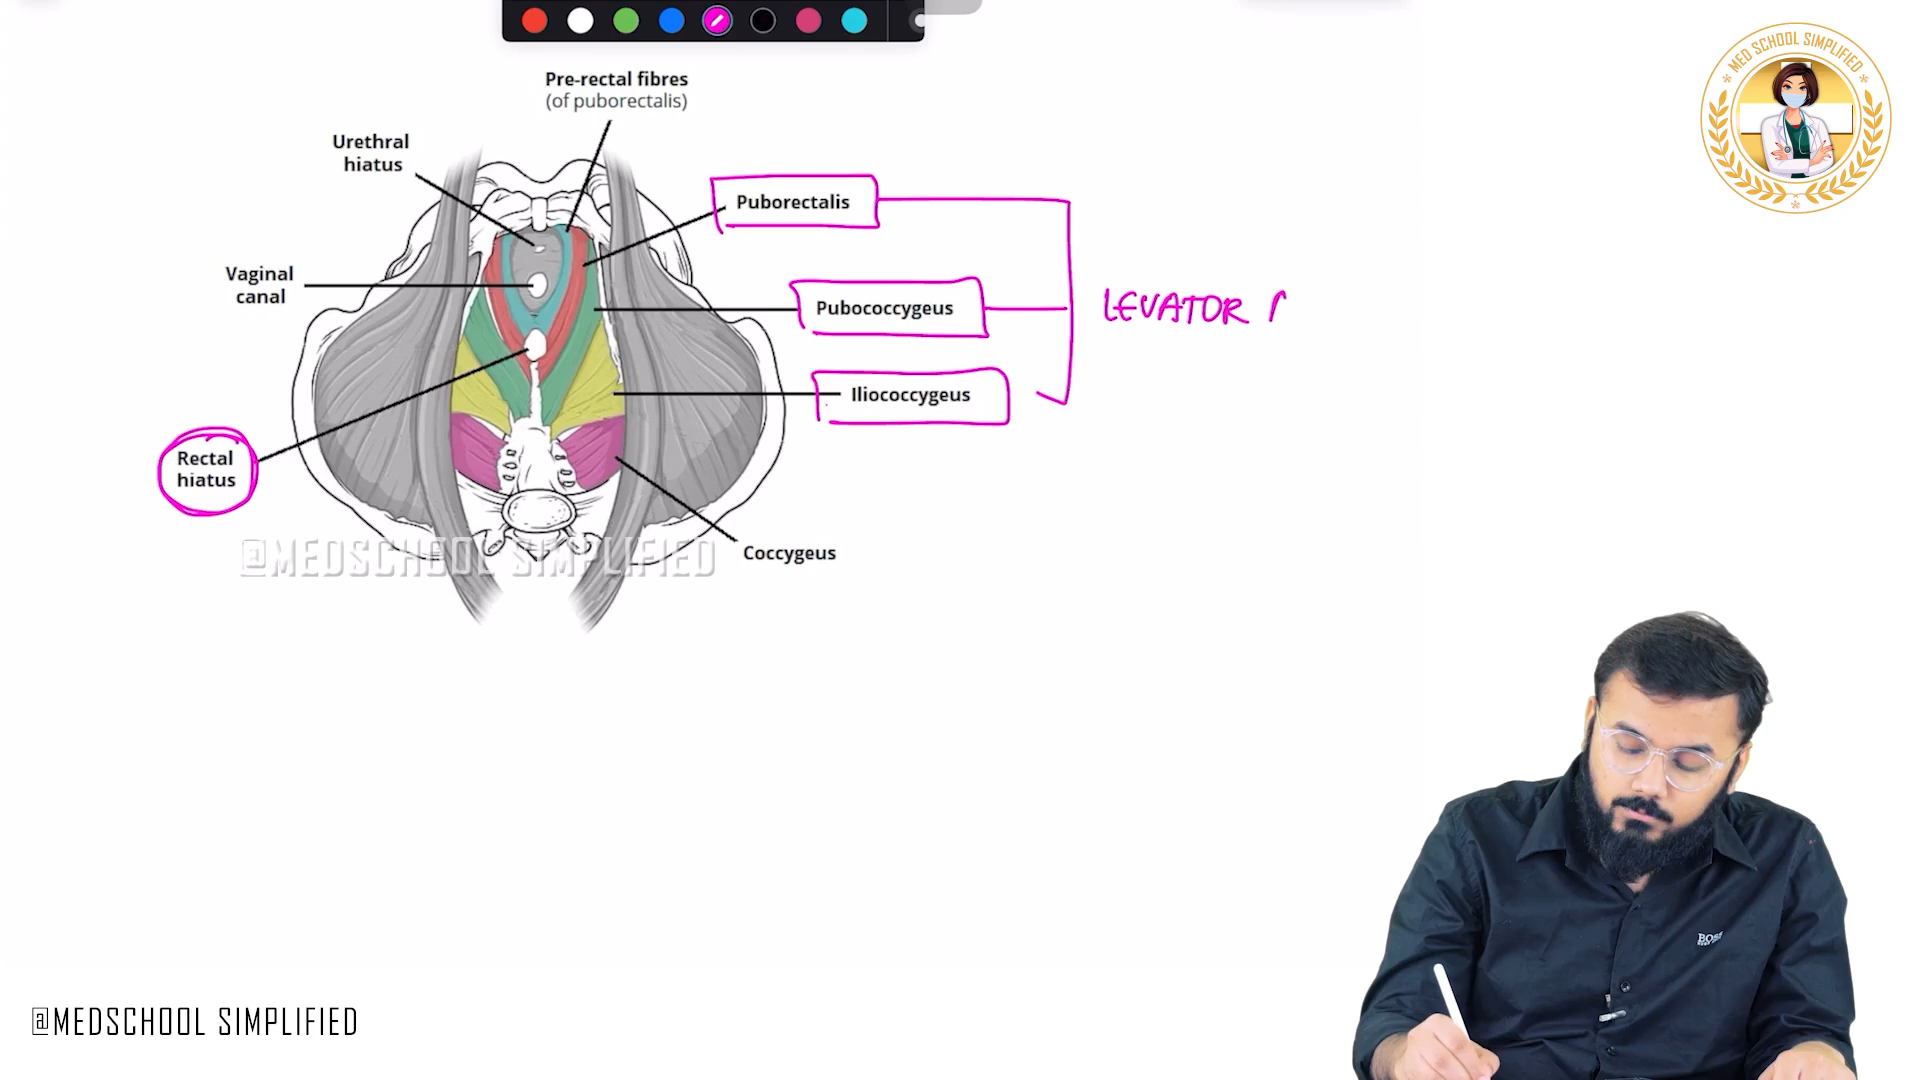 MED SCHOOL SIMPLIFIED
Pre-rectal fibres
(of puborectalis)
Urethral
hiatus
Puborectalis
Vaginal
canal
Pubococcygeus
LEVATOR
Iliococcygeus
Rectal
hiatus
@MEDSCHOOL SIMPLIFIED
Coccygeus
BOSS
@MEDSCHOOL SIMPLIFIED